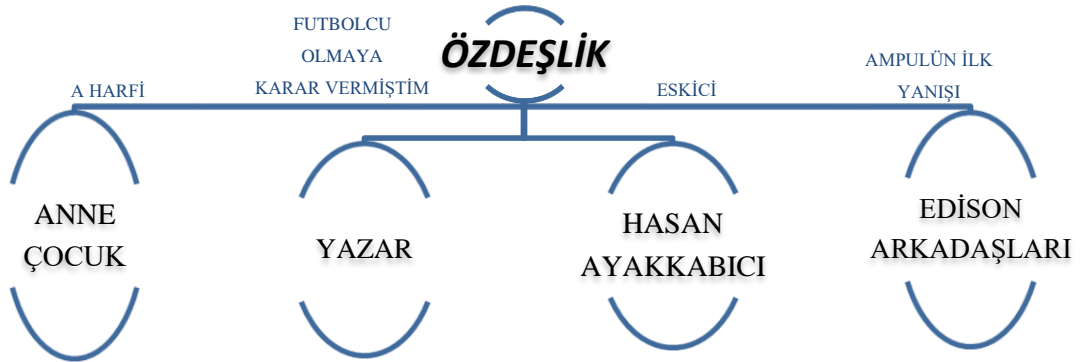 ÖZDEŞLİK
A HARFİ
FUTBOLCU
OLMAYA
KARAR VERMİŞTİM
ESKİCİ
AMPULÜN İLK
YANIŞI
ANNE
ÇOCUK
YAZAR
HASAN
AYAKKABICI
EDİSON
ARKADAŞLARI